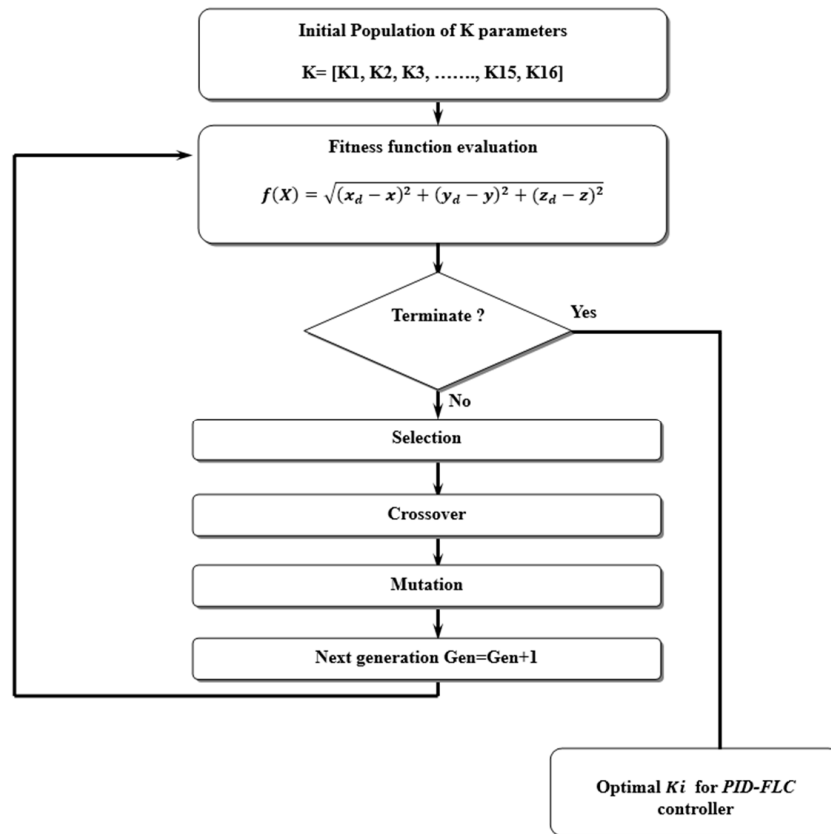 Initial Population of K parameters
K= [K1, K2, K3, ……., K15, K16]
Fitness function evaluation
f(X) = √((x_d − x)² + (y_d − y)² + (z_d − z)²)
Terminate ?
Yes
No
Selection
Crossover
Mutation
Next generation Gen=Gen+1
Optimal Ki for PID-FLC
controller